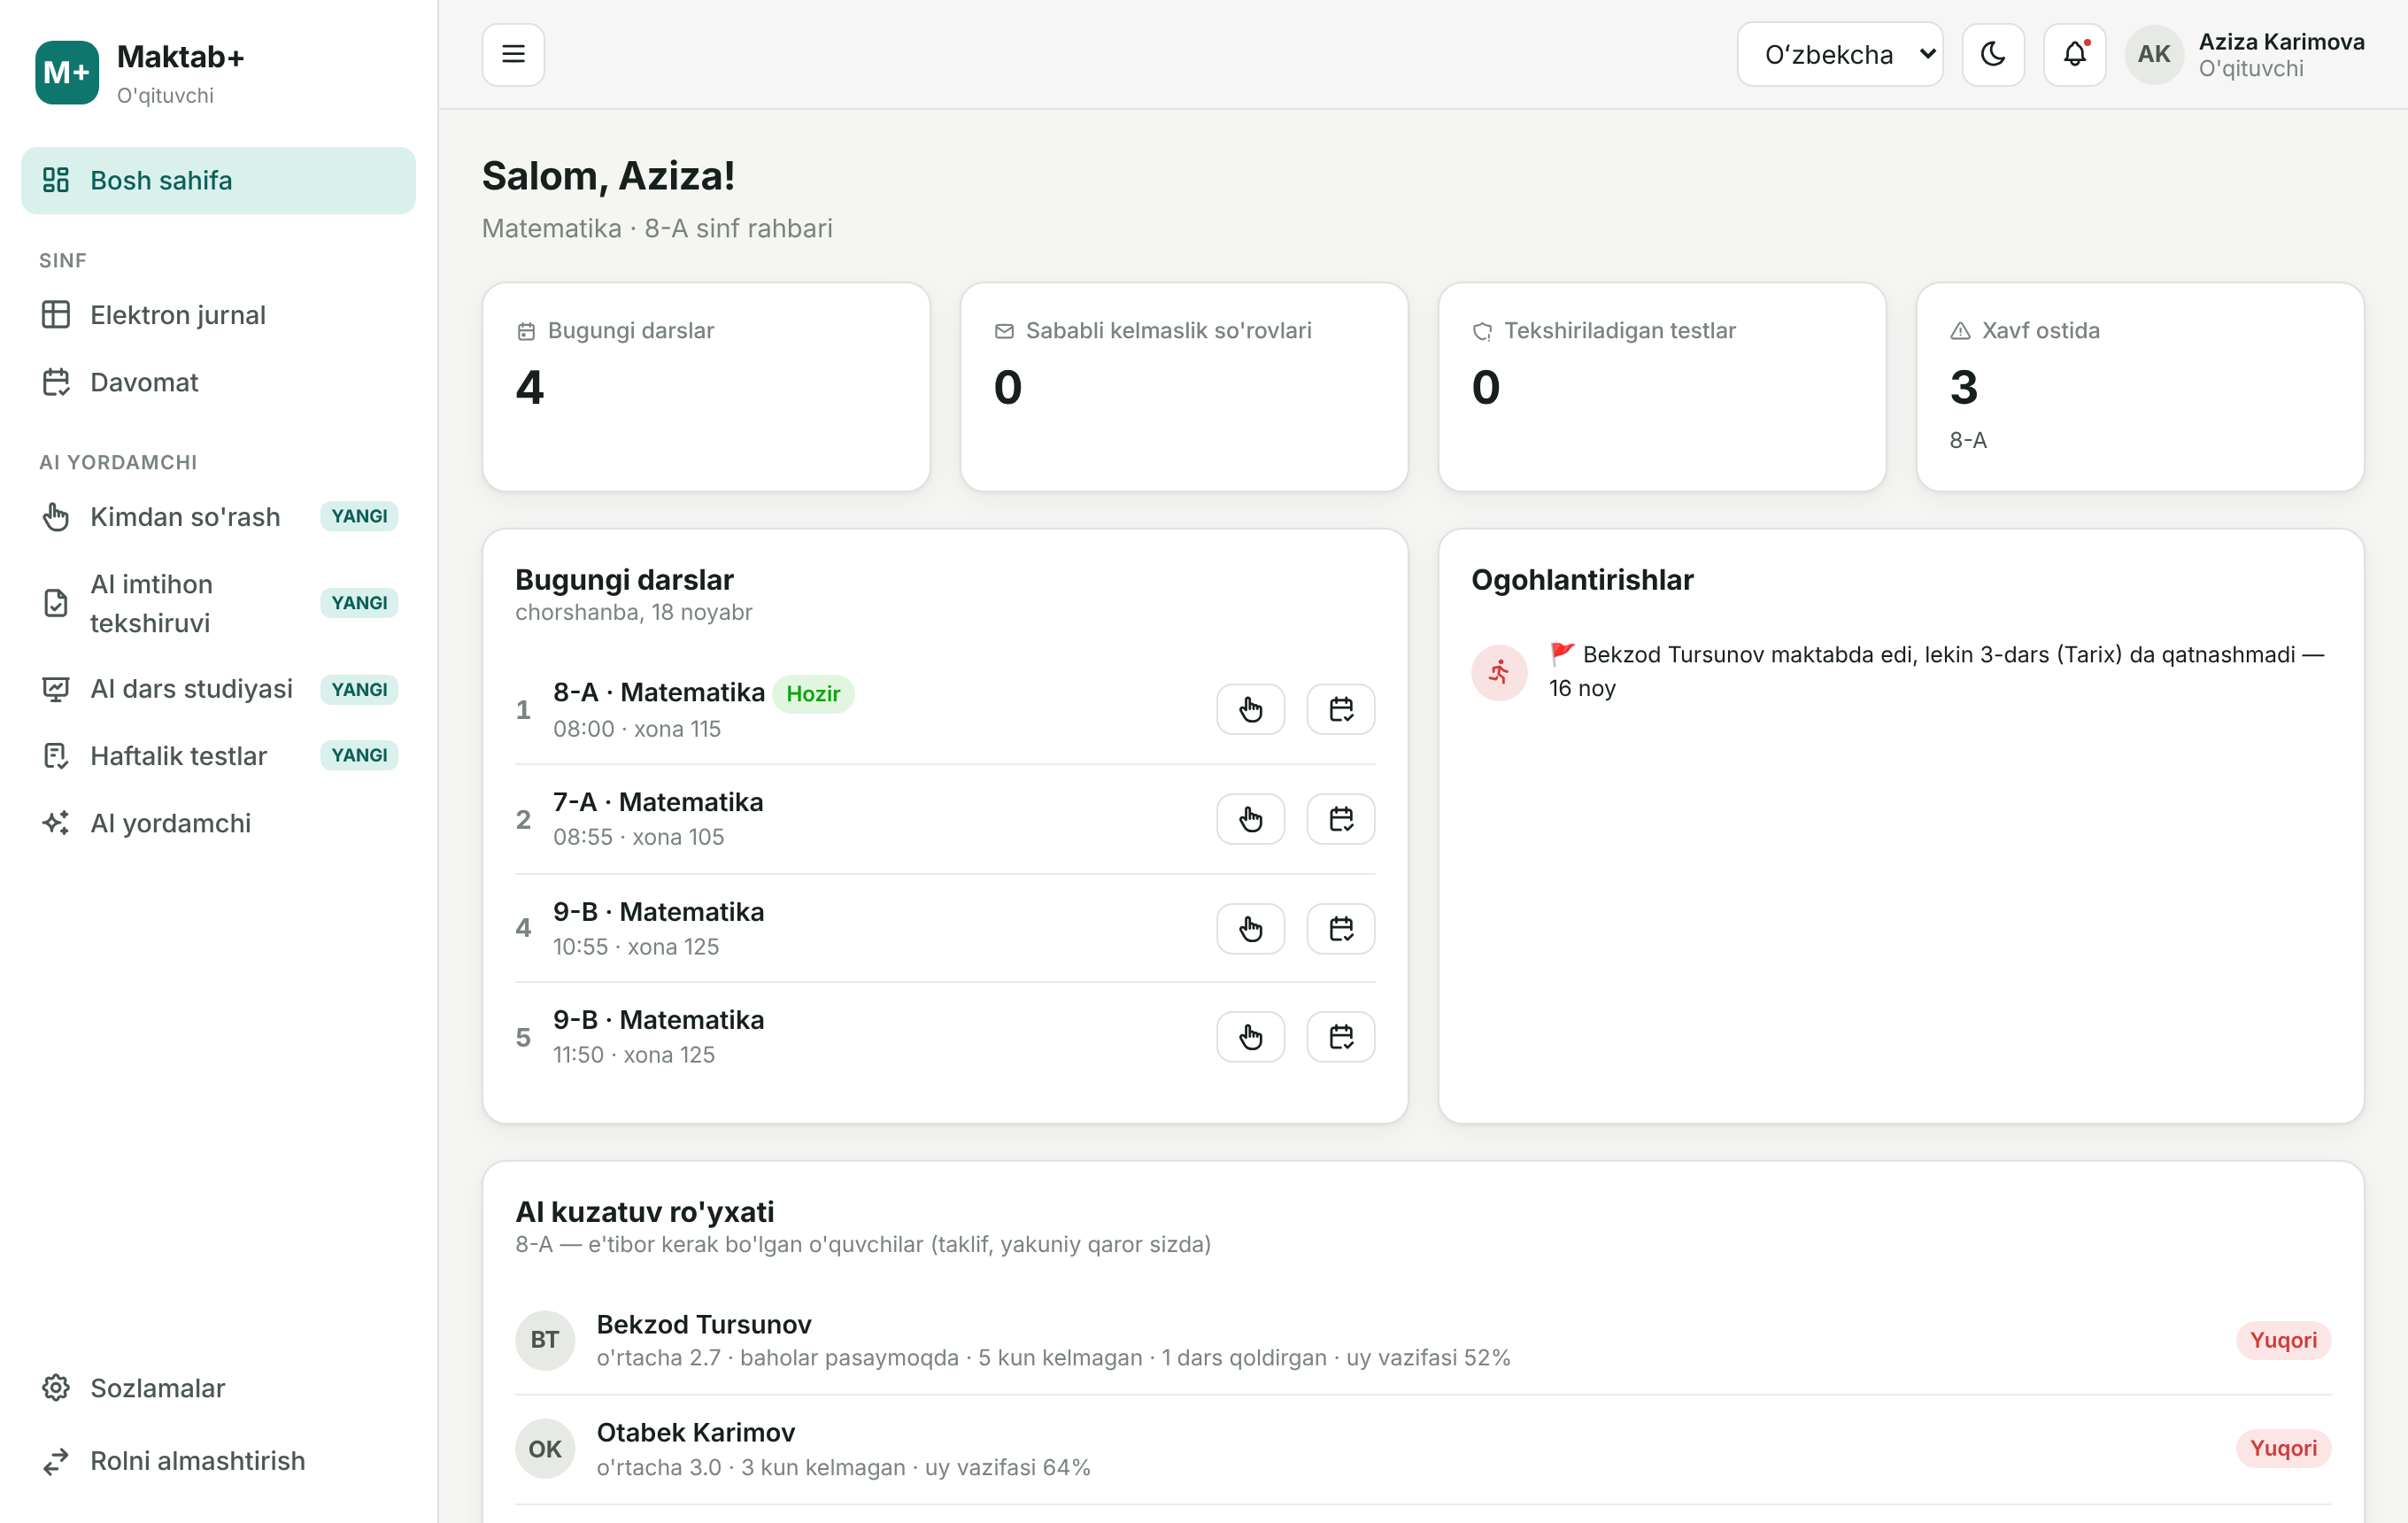 M+
Maktab+
O'qituvchi
Bosh sahifa
SINF
Elektron jurnal
Davomat
AI YORDAMCHI
Kimdan so'rash
YANGI
AI imtihon
tekshiruvi
YANGI
AI dars studiyasi
YANGI
Haftalik testlar
YANGI
AI yordamchi
Sozlamalar
Rolni almashtirish
Oʻzbekcha
AK
Aziza Karimova
O'qituvchi
Salom, Aziza!
Matematika · 8-A sinf rahbari
Bugungi darslar
4
Sababli kelmaslik so'rovlari
0
Tekshiriladigan testlar
0
Xavf ostida
3
8-A
Bugungi darslar
chorshanba, 18 noyabr
1
8-A · Matematika Hozir
08:00 · xona 115
2
7-A · Matematika
08:55 · xona 105
4
9-B · Matematika
10:55 · xona 125
5
9-B · Matematika
11:50 · xona 125
Ogohlantirishlar
🚩 Bekzod Tursunov maktabda edi, lekin 3-dars (Tarix) da qatnashmadi —
16 noy
AI kuzatuv ro'yxati
8-A — e'tibor kerak bo'lgan o'quvchilar (taklif, yakuniy qaror sizda)
BT
Bekzod Tursunov
o'rtacha 2.7 · baholar pasaymoqda · 5 kun kelmagan · 1 dars qoldirgan · uy vazifasi 52%
Yuqori
OK
Otabek Karimov
o'rtacha 3.0 · 3 kun kelmagan · uy vazifasi 64%
Yuqori